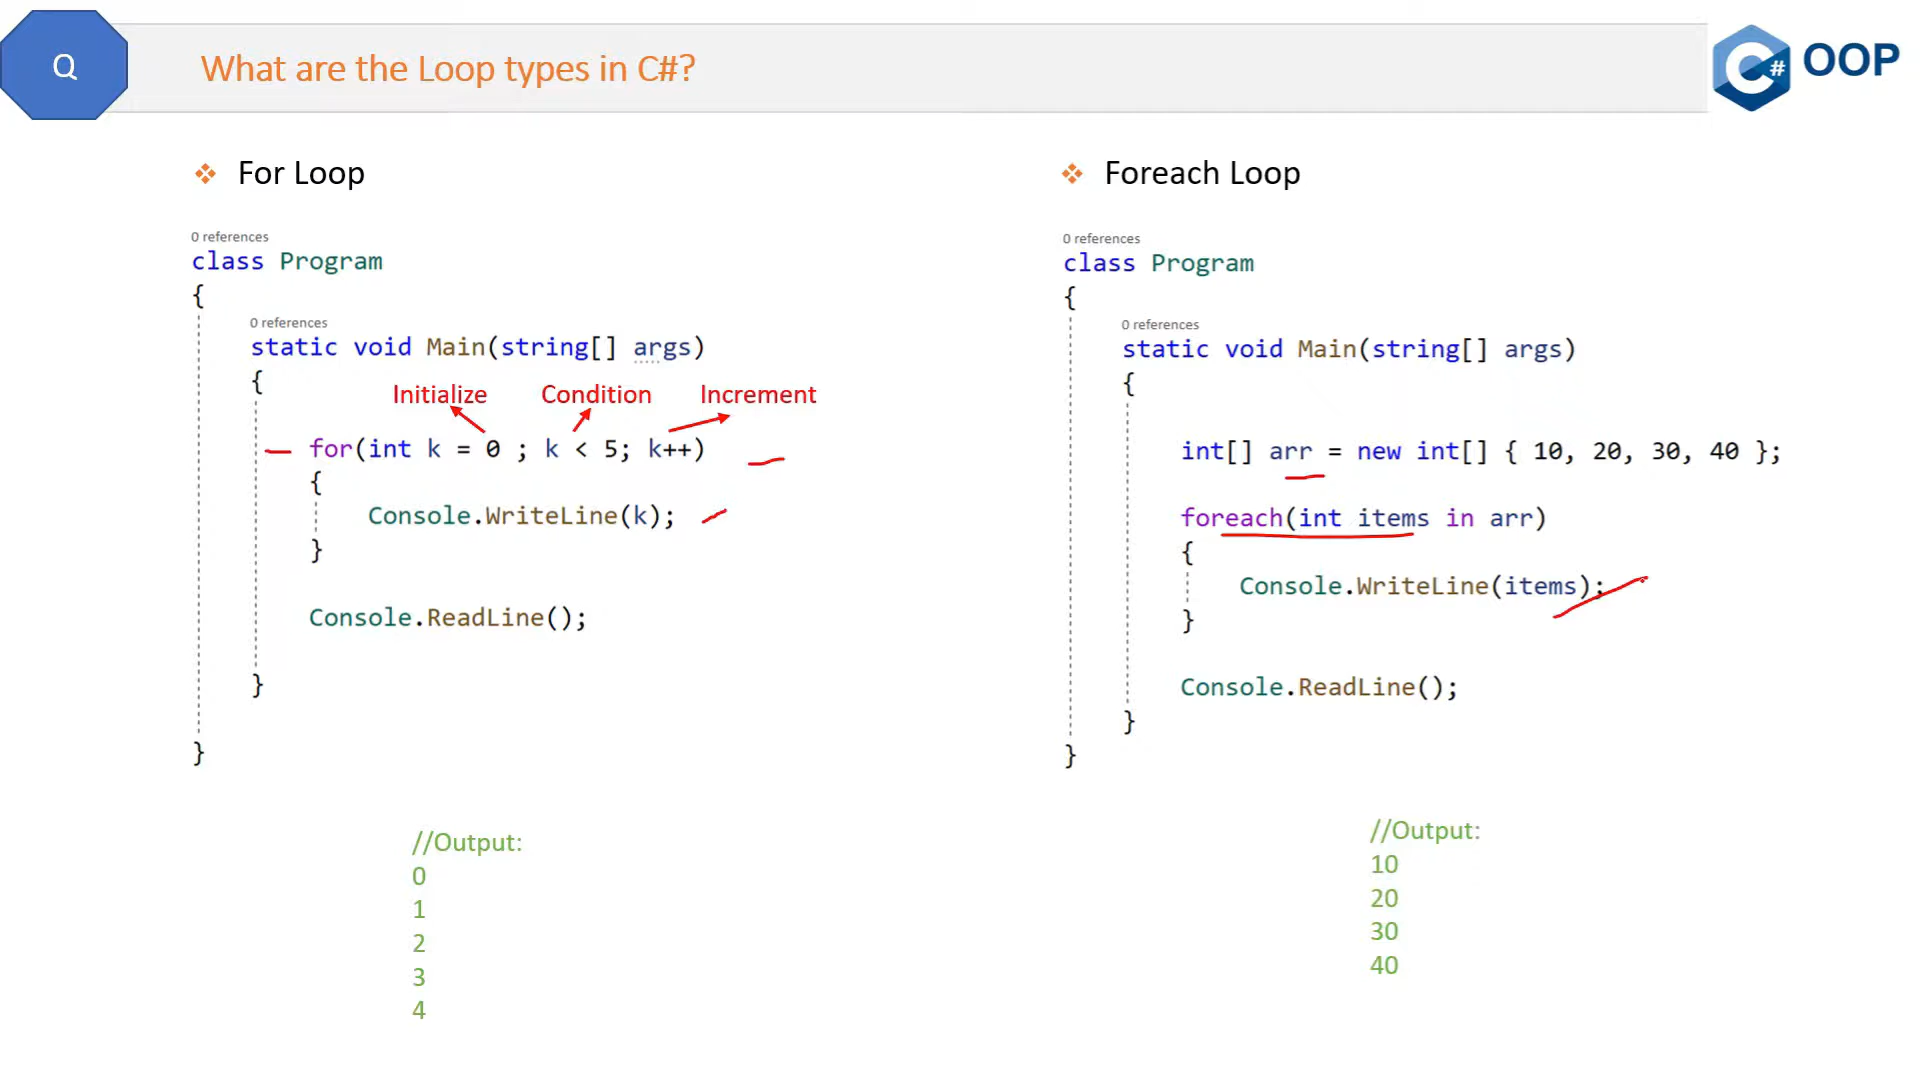 Q
What are the Loop types in C#?
C# OOP
For Loop
0 references
class Program
{
0 references
static void Main(string[] args)
{
Initialize Condition Increment
for(int k = 0 ; k < 5; k++)
{
Console.WriteLine(k);
}
Console.ReadLine();
}
}
//Output:
0
1
2
3
4
Foreach Loop
0 references
class Program
{
0 references
static void Main(string[] args)
{
int[] arr = new int[] { 10, 20, 30, 40 };
foreach(int items in arr)
{
Console.WriteLine(items);
}
Console.ReadLine();
}
}
//Output:
10
20
30
40